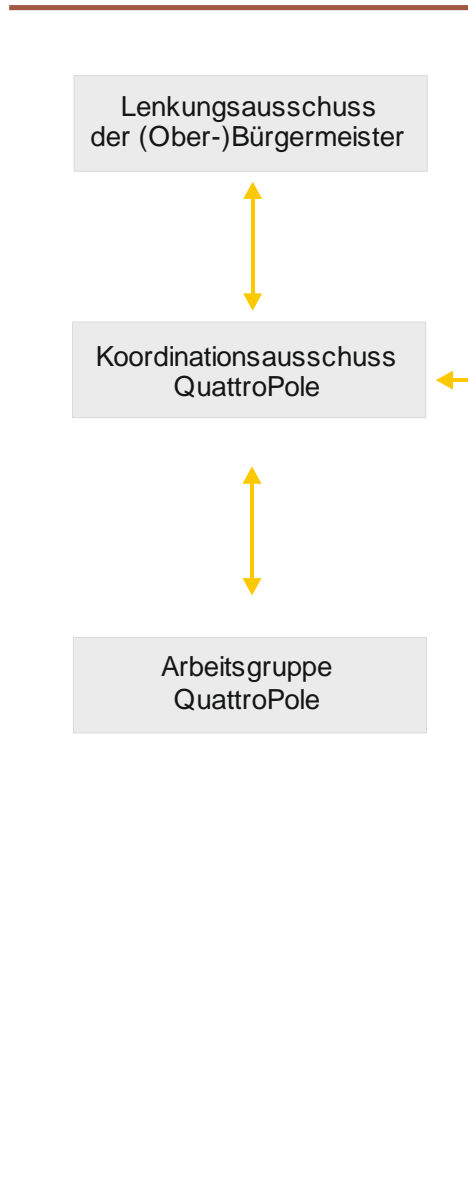 Lenkungsausschuss
der (Ober-)Bürgermeister
Koordinationsausschuss
QuattroPole
Arbeitsgruppe
QuattroPole